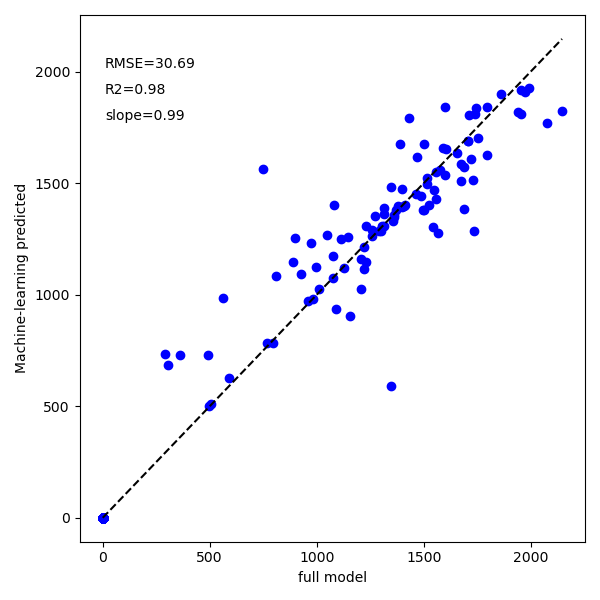 RMSE=30.69
R2=0.98
slope=0.99
2000
1500
1000
500
0
Machine-learning predicted
0 500 1000 1500 2000
full model